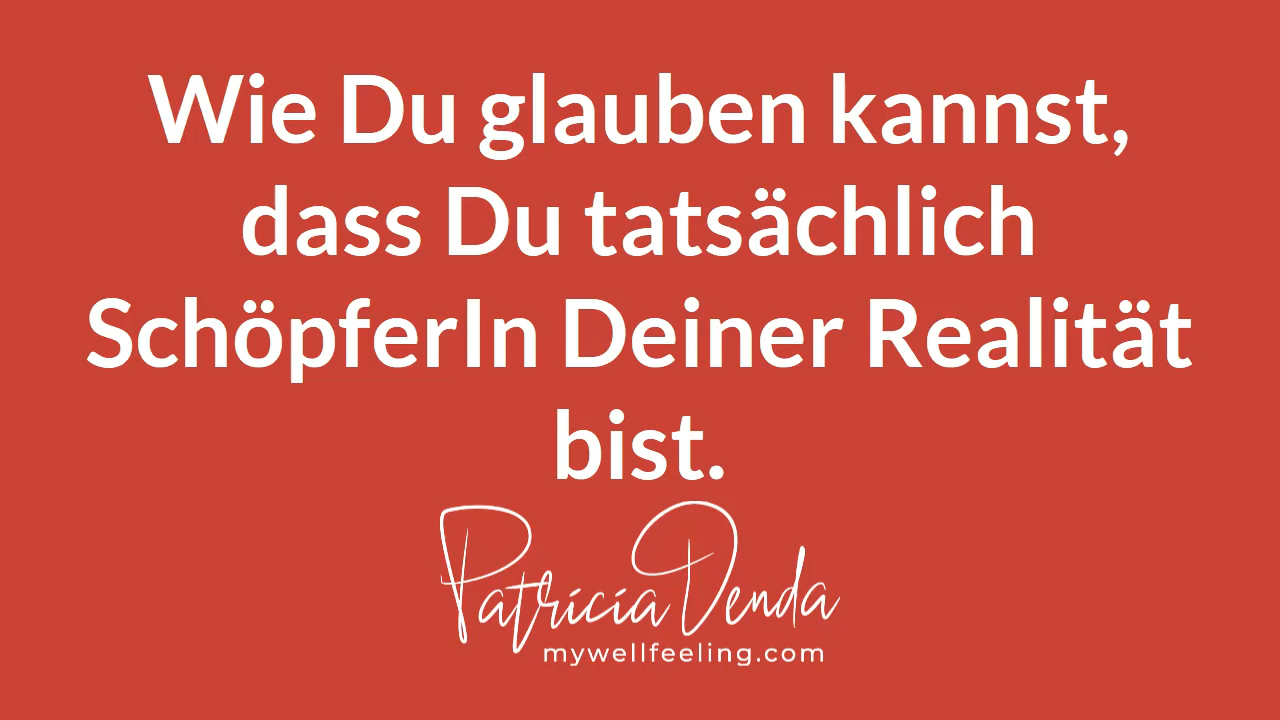 Wie Du glauben kannst,
dass Du tatsächlich
SchöpferIn Deiner Realität
bist.
Patricia Denda
mywellfeeling.com